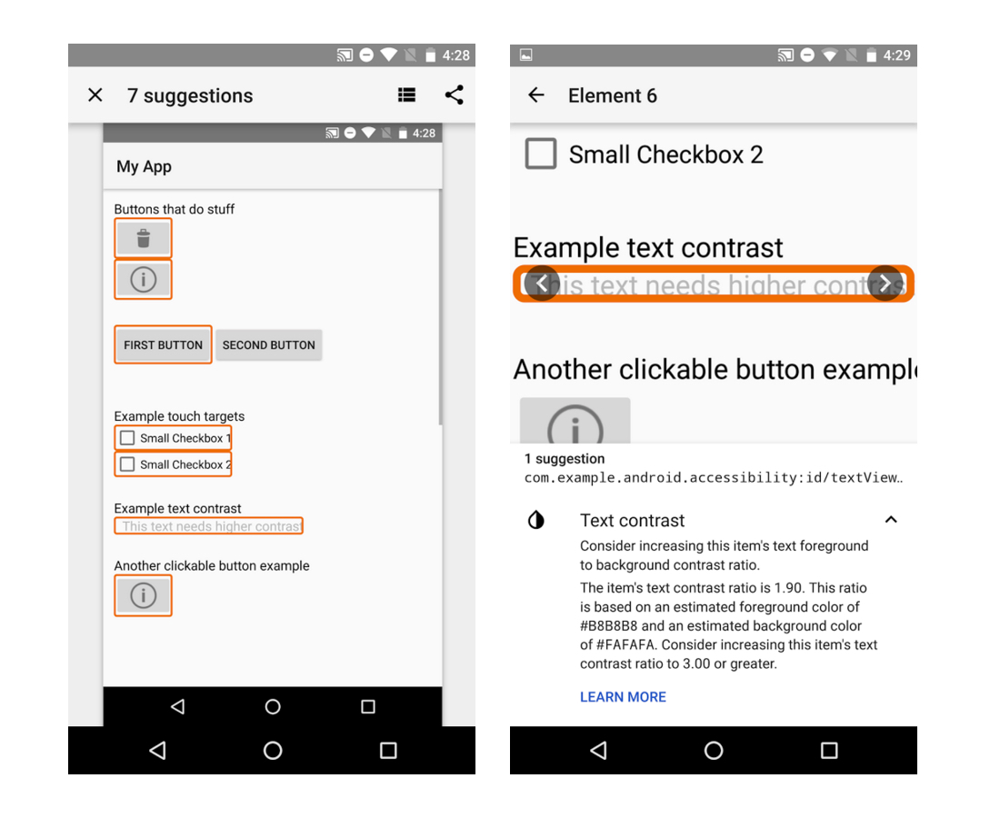 4:28
7 suggestions
4:28
My App
Buttons that do stuff
FIRST BUTTON SECOND BUTTON
Example touch targets
Small Checkbox 1
Small Checkbox 2
Example text contrast
This text needs higher contrast
Another clickable button example
4:29
Element 6
Small Checkbox 2
Example text contrast
This text needs higher contras
Another clickable button exampl
1 suggestion
com.example.android.accessibility:id/textView..
Text contrast
Consider increasing this item's text foreground
to background contrast ratio.
The item's text contrast ratio is 1.90. This ratio
is based on an estimated foreground color of
#B8B8B8 and an estimated background color
of #FAFAFA. Consider increasing this item's text
contrast ratio to 3.00 or greater.
LEARN MORE